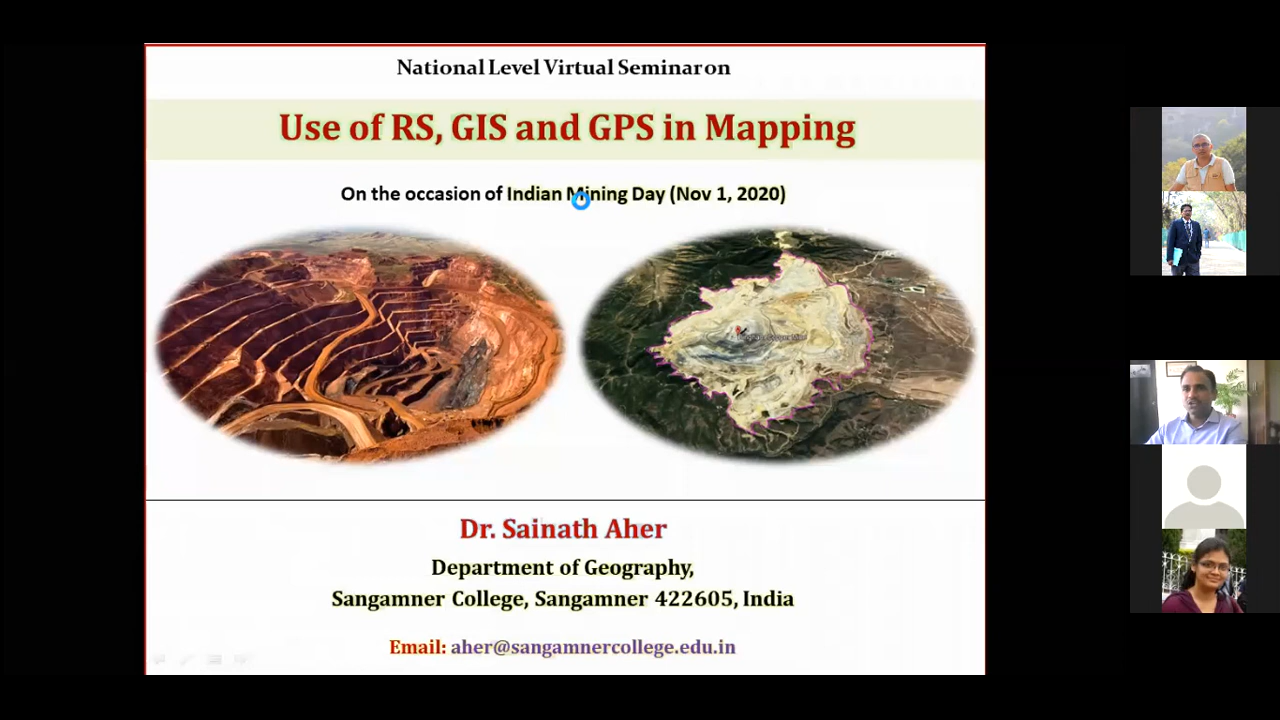 National Level Virtual Seminar on
Use of RS, GIS and GPS in Mapping
On the occasion of Indian Mining Day (Nov 1, 2020)
Dr. Sainath Aher
Department of Geography,
Sangamner College, Sangamner 422605, India
Email: aher@sangamnercollege.edu.in